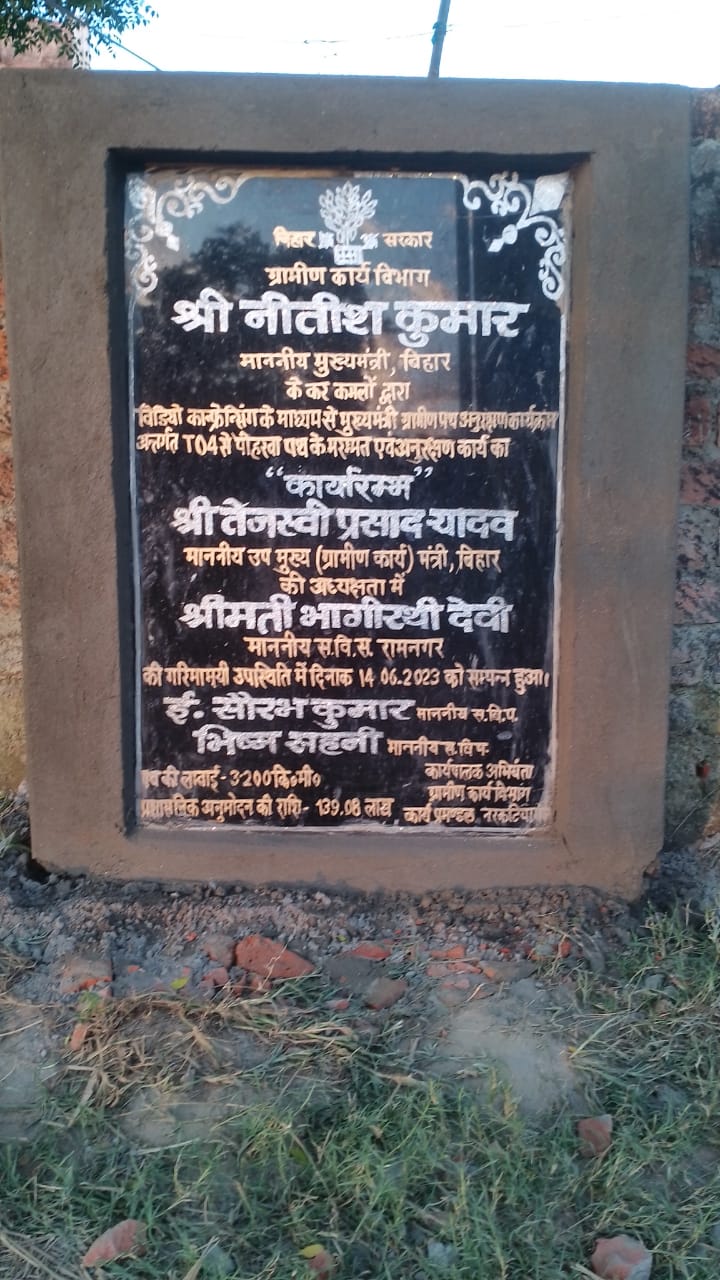 बिहार सरकार
ग्रामीण कार्य विभाग
श्री नीतीश कुमार
माननीय मुख्यमंत्री, बिहार
के कर कमलों द्वारा
विडियो कान्फ्रेन्सिंग के माध्यम से मुख्यमंत्री ग्रामीण पथ अनुरक्षण कार्यक्रम
अन्तर्गत T04 से पोहरवा पथ के मरम्मत एवं अनुरक्षण कार्य का
“कार्यारम्भ”
श्री तेजस्वी प्रसाद यादव
माननीय उप मुख्य (ग्रामीण कार्य) मंत्री, बिहार
की अध्यक्षता में
श्रीमती भागीरथी देवी
माननीय स.वि.स. रामनगर
की गरिमामयी उपस्थिति में दिनांक 14.06.2023 को सम्पन्न हुआ।
ई. सौरभ कुमार माननीय स.वि.प.
भिष्म सहनी माननीय स.वि.प.
पथ की लम्बाई - 3.200 कि०मी०
प्रशासनिक अनुमोदन की राशि - 139.08 लाख
कार्यपालक अभियंता
ग्रामीण कार्य विभाग
कार्य प्रमण्डल,